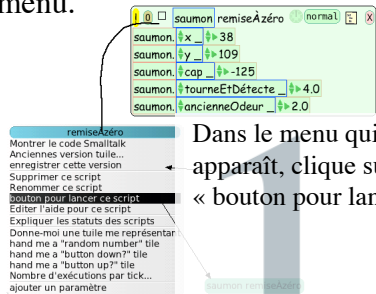 menu.
saumon remiseÀzéro normal
saumon. x _ 38
saumon. y _ 109
saumon. cap _ -125
saumon. tourneEtDétecte _ 4.0
saumon. ancienneOdeur _ 2.0
remiseÀzéro
Montrer le code Smalltalk
Anciennes version tuile...
enregistrer cette version
Supprimer ce script
Renommer ce script
bouton pour lancer ce script
Editer l'aide pour ce script
Expliquer les statuts des scripts
Donne-moi une tuile me représentar
hand me a "random number" tile
hand me a "button down?" tile
hand me a "button up?" tile
Nombre d'exécutions par tick...
ajouter un paramètre
Dans le menu qui
apparaît, clique su
« bouton pour lan
1
saumon remiseÀzéro